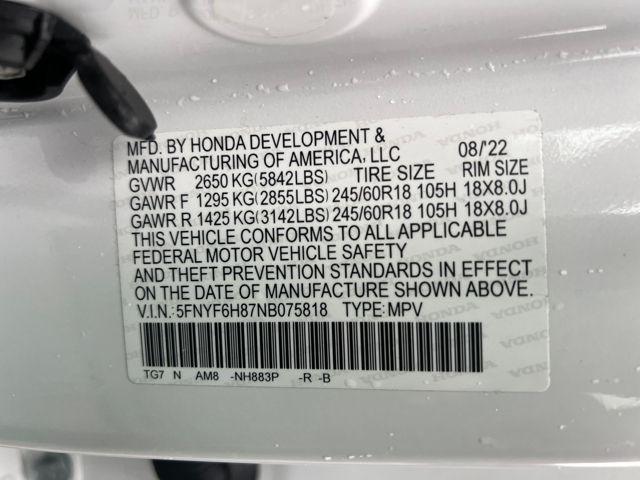 MFD. BY HONDA DEVELOPMENT &
MANUFACTURING OF AMERICA, LLC 08/'22
GVWR 2650 KG(5842LBS) TIRE SIZE RIM SIZE
GAWR F 1295 KG(2855LBS) 245/60R18 105H 18X8.0J
GAWR R 1425 KG(3142LBS) 245/60R18 105H 18X8.0J
THIS VEHICLE CONFORMS TO ALL APPLICABLE
FEDERAL MOTOR VEHICLE SAFETY
AND THEFT PREVENTION STANDARDS IN EFFECT
ON THE DATE OF MANUFACTURE SHOWN ABOVE.
V.I.N.:5FNYF6H87NB075818 TYPE:MPV
TG7 N AM8 -NH883P -R -B